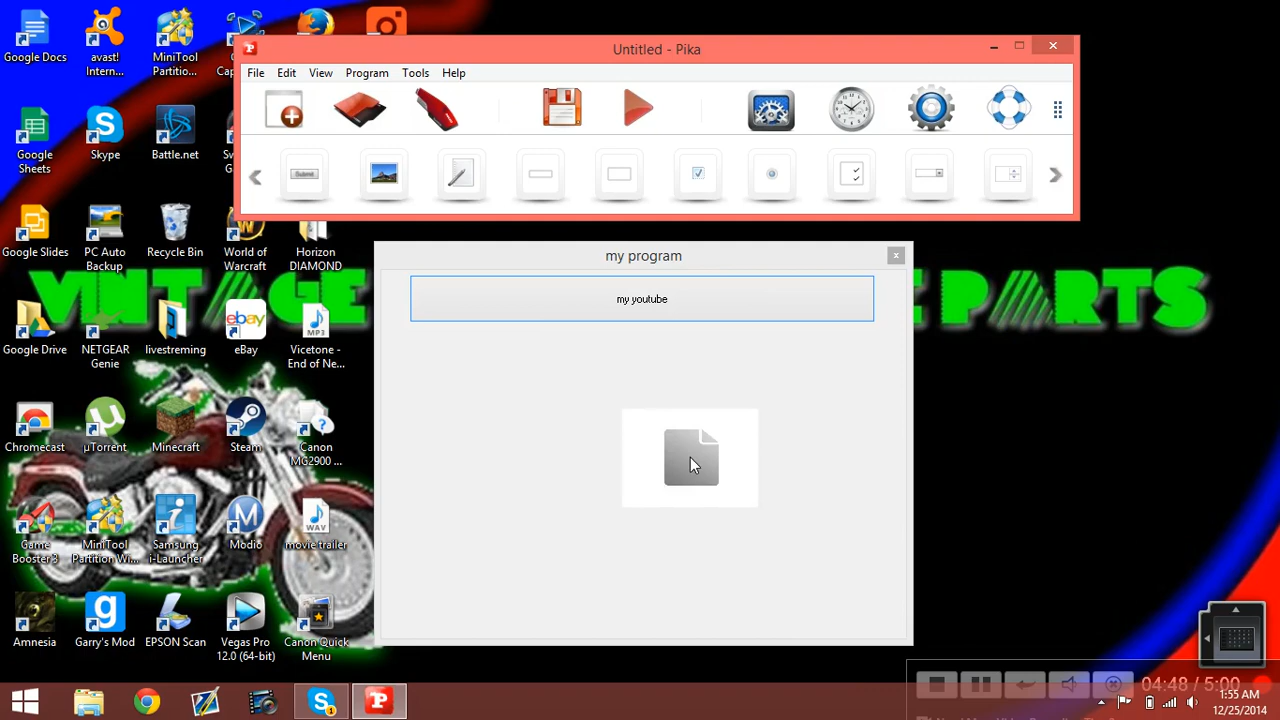 Untitled - Pika
File Edit View Program Tools Help
Submit
my program
x
my youtube
Google Docs
avast! Intern...
MiniTool Partitio...
Google Sheets
Skype
Battle.net
Google Slides
PC Auto Backup
Recycle Bin
World of Warcraft
Horizon DIAMOND
VINTAGE
PARTS
Google Drive
NETGEAR Genie
livestreming
eBay
Vicetone - End of Ne...
Chromecast
µTorrent
Minecraft
Steam
Canon MG2900 ...
Game Booster 3
MiniTool Partition Wi...
Samsung i-Launcher
Modio
movie trailer
Amnesia
Garry's Mod
EPSON Scan
Vegas Pro 12.0 (64-bit)
Canon Quick Menu
04:48 / 5:00
1:55 AM
12/25/2014